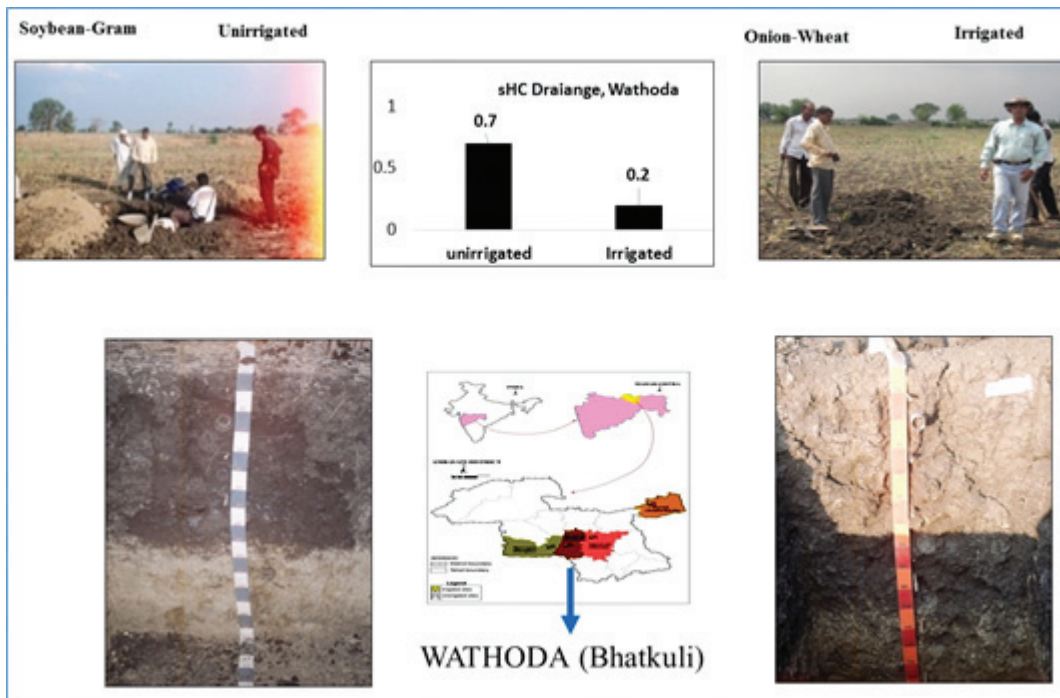 Soybean-Gram Unirrigated
Onion-Wheat Irrigated
sHC Draiange, Wathoda
1
0.5
0
0.7
0.2
unirrigated Irrigated
Legend
WATHODA (Bhatkuli)